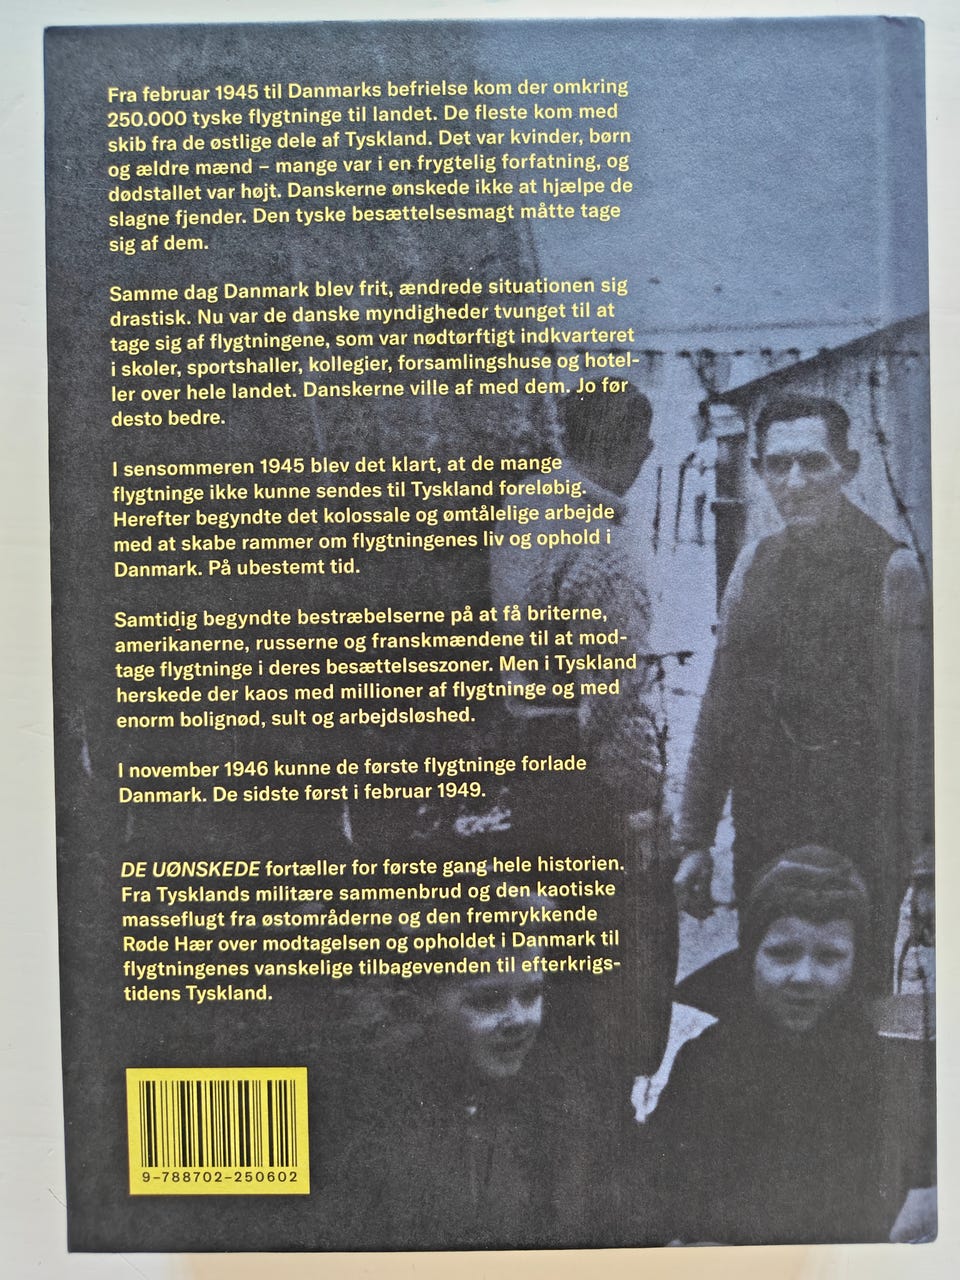 Fra februar 1945 til Danmarks befrielse kom der omkring
250.000 tyske flygtninge til landet. De fleste kom med
skib fra de østlige dele af Tyskland. Det var kvinder, børn
og ældre mænd – mange var i en frygtelig forfatning, og
dødstallet var højt. Danskerne ønskede ikke at hjælpe de
slagne fjender. Den tyske besættelsesmagt måtte tage
sig af dem.
Samme dag Danmark blev frit, ændrede situationen sig
drastisk. Nu var de danske myndigheder tvunget til at
tage sig af flygtningene, som var nødtørftigt indkvarteret
i skoler, sportshaller, kollegier, forsamlingshuse og hotel-
ler over hele landet. Danskerne ville af med dem. Jo før
desto bedre.
I sensommeren 1945 blev det klart, at de mange
flygtninge ikke kunne sendes til Tyskland foreløbig.
Herefter begyndte det kolossale og ømtålelige arbejde
med at skabe rammer om flygtningenes liv og ophold i
Danmark. På ubestemt tid.
Samtidig begyndte bestræbelserne på at få briterne,
amerikanerne, russerne og franskmændene til at mod-
tage flygtninge i deres besættelseszoner. Men i Tyskland
herskede der kaos med millioner af flygtninge og med
enorm bolignød, sult og arbejdsløshed.
I november 1946 kunne de første flygtninge forlade
Danmark. De sidste først i februar 1949.
DE UØNSKEDE fortæller for første gang hele historien.
Fra Tysklands militære sammenbrud og den kaotiske
masseflugt fra østområderne og den fremrykkende
Røde Hær over modtagelsen og opholdet i Danmark til
flygtningenes vanskelige tilbagevenden til efterkrigs-
tidens Tyskland.
9-788702-250602